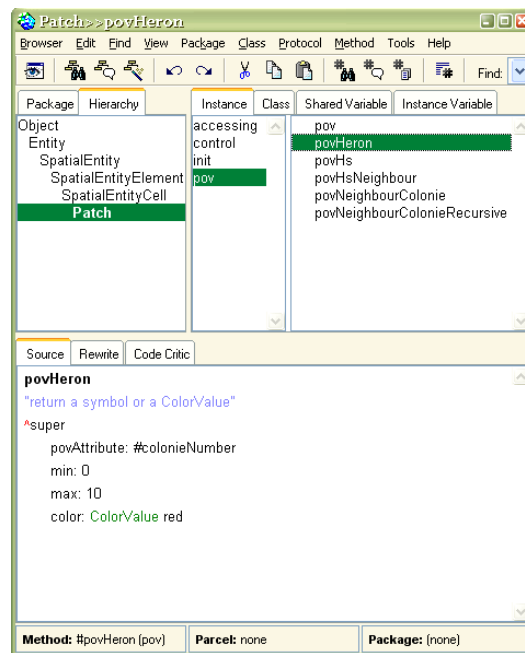 Patch>>povHeron
Browser Edit Find View Package Class Protocol Method Tools Help
Find:
Package Hierarchy Instance Class Shared Variable Instance Variable
Object
Entity
SpatialEntity
SpatialEntityElement
SpatialEntityCell
Patch
accessing
control
init
pov
pov
povHeron
povHs
povHsNeighbour
povNeighbourColonie
povNeighbourColonieRecursive
Source Rewrite Code Critic
povHeron
"return a symbol or a ColorValue"
^super
povAttribute: #colonieNumber
min: 0
max: 10
color: ColorValue red
Method: #povHeron (pov) Parcel: none Package: (none)